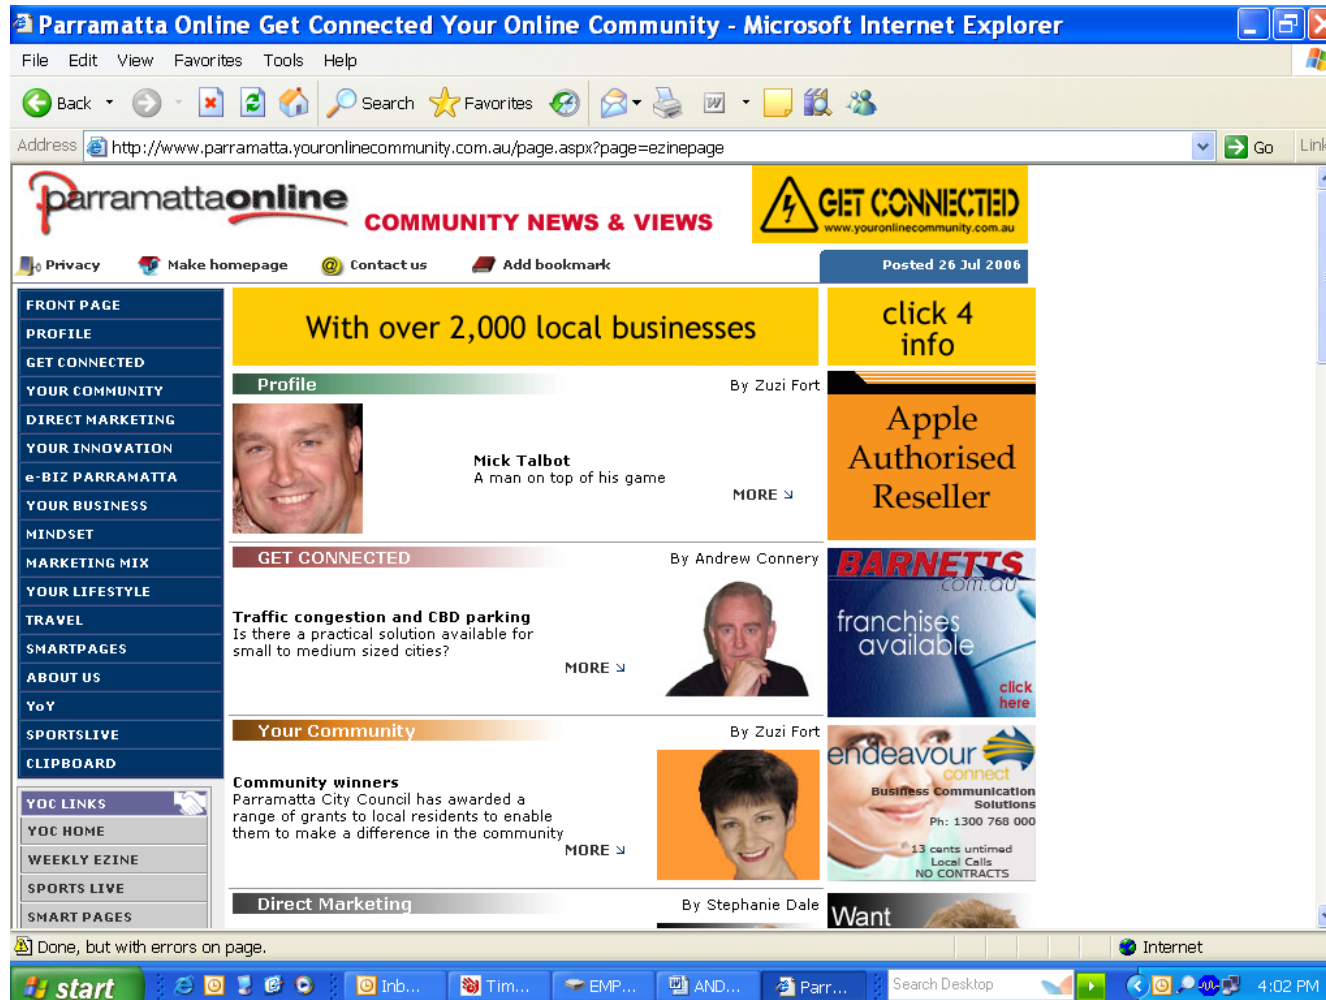 Parramatta Online Get Connected Your Online Community - Microsoft Internet Explorer
File Edit View Favorites Tools Help
Back Search Favorites
Address http://www.parramatta.youronlinecommunity.com.au/page.aspx?page=ezinepage Go Link
parramattaonline
COMMUNITY NEWS & VIEWS
GET CONNECTED
www.youronlinecommunity.com.au
Privacy Make homepage Contact us Add bookmark Posted 26 Jul 2006
FRONT PAGE
PROFILE
GET CONNECTED
YOUR COMMUNITY
DIRECT MARKETING
YOUR INNOVATION
e-BIZ PARRAMATTA
YOUR BUSINESS
MINDSET
MARKETING MIX
YOUR LIFESTYLE
TRAVEL
SMARTPAGES
ABOUT US
YoY
SPORTSLIVE
CLIPBOARD
YOC LINKS
YOC HOME
WEEKLY EZINE
SPORTS LIVE
SMART PAGES
With over 2,000 local businesses
Profile By Zuzi Fort
Mick Talbot
A man on top of his game
MORE
GET CONNECTED By Andrew Connery
Traffic congestion and CBD parking
Is there a practical solution available for
small to medium sized cities?
MORE
Your Community By Zuzi Fort
Community winners
Parramatta City Council has awarded a
range of grants to local residents to enable
them to make a difference in the community
MORE
Direct Marketing By Stephanie Dale
click 4
info
Apple
Authorised
Reseller
BARNETTS
.com.au
franchises
available
click
here
endeavour
connect
Business Communication
Solutions
Ph: 1300 768 000
13 cents untimed
Local Calls
NO CONTRACTS
Want
Done, but with errors on page. Internet
start Inb... Tim... EMP... AND... Parr... Search Desktop 4:02 PM